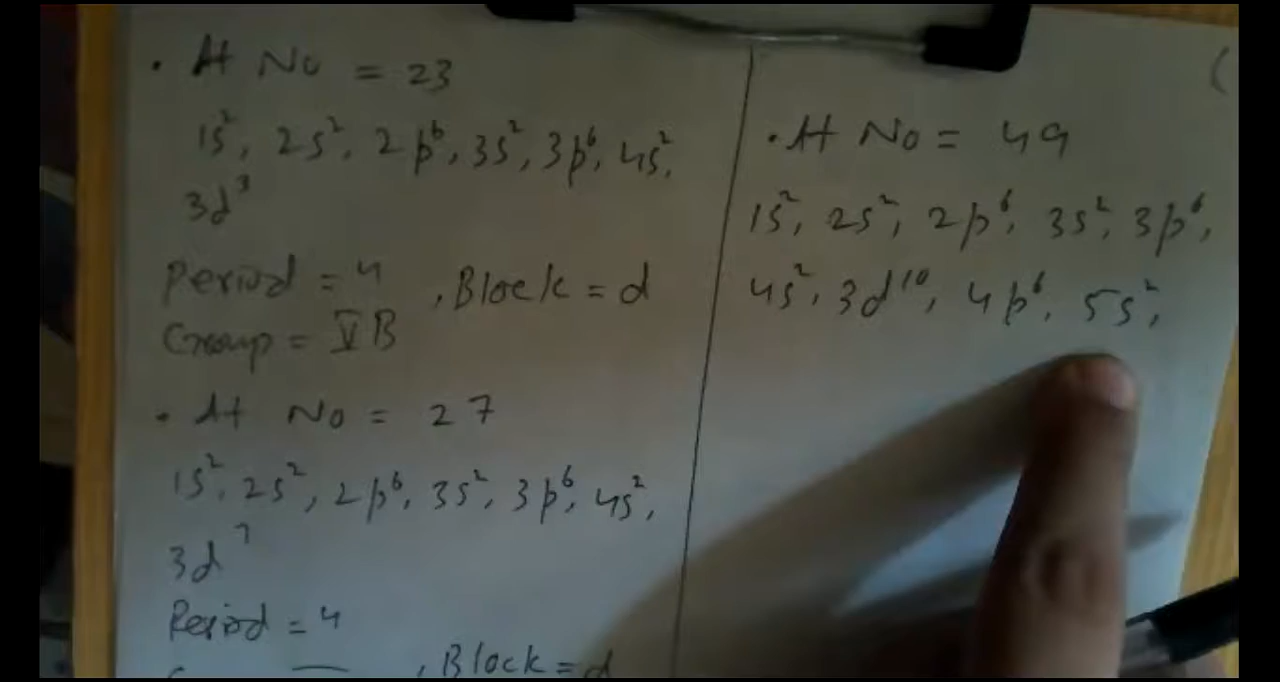 • At No = 23
1s², 2s², 2p⁶, 3s², 3p⁶, 4s²,
3d³
Period = 4 , Block = d
Group = VB
• At No = 27
1s², 2s², 2p⁶, 3s², 3p⁶, 4s²,
3d⁷
Period = 4
, Block = d
• At No = 49
1s², 2s², 2p⁶, 3s², 3p⁶,
4s², 3d¹⁰, 4p⁶, 5s²,